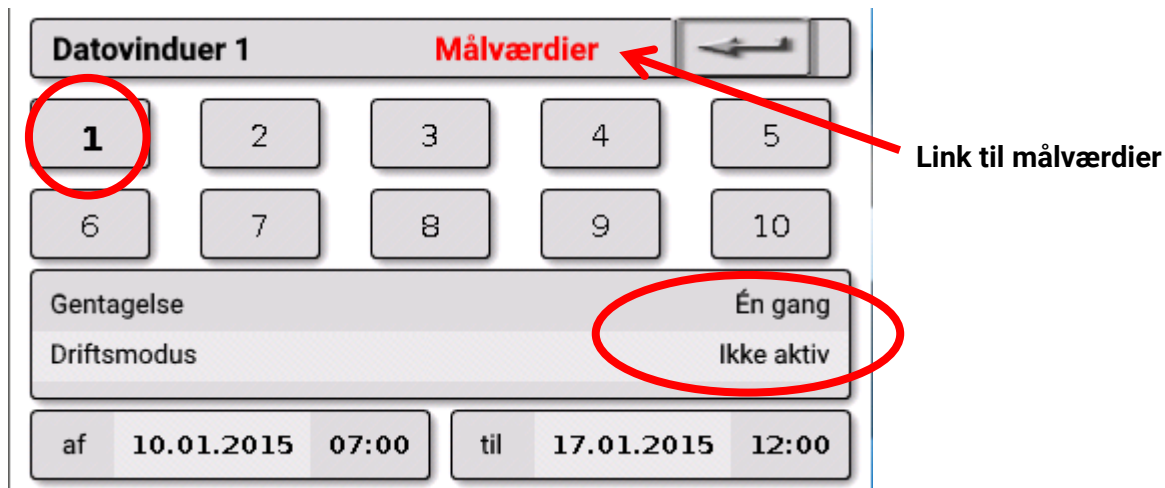 Datovinduer 1 Målværdier
1 2 3 4 5
Link til målværdier
6 7 8 9 10
Gentagelse Én gang
Driftsmodus Ikke aktiv
af 10.01.2015 07:00 til 17.01.2015 12:00